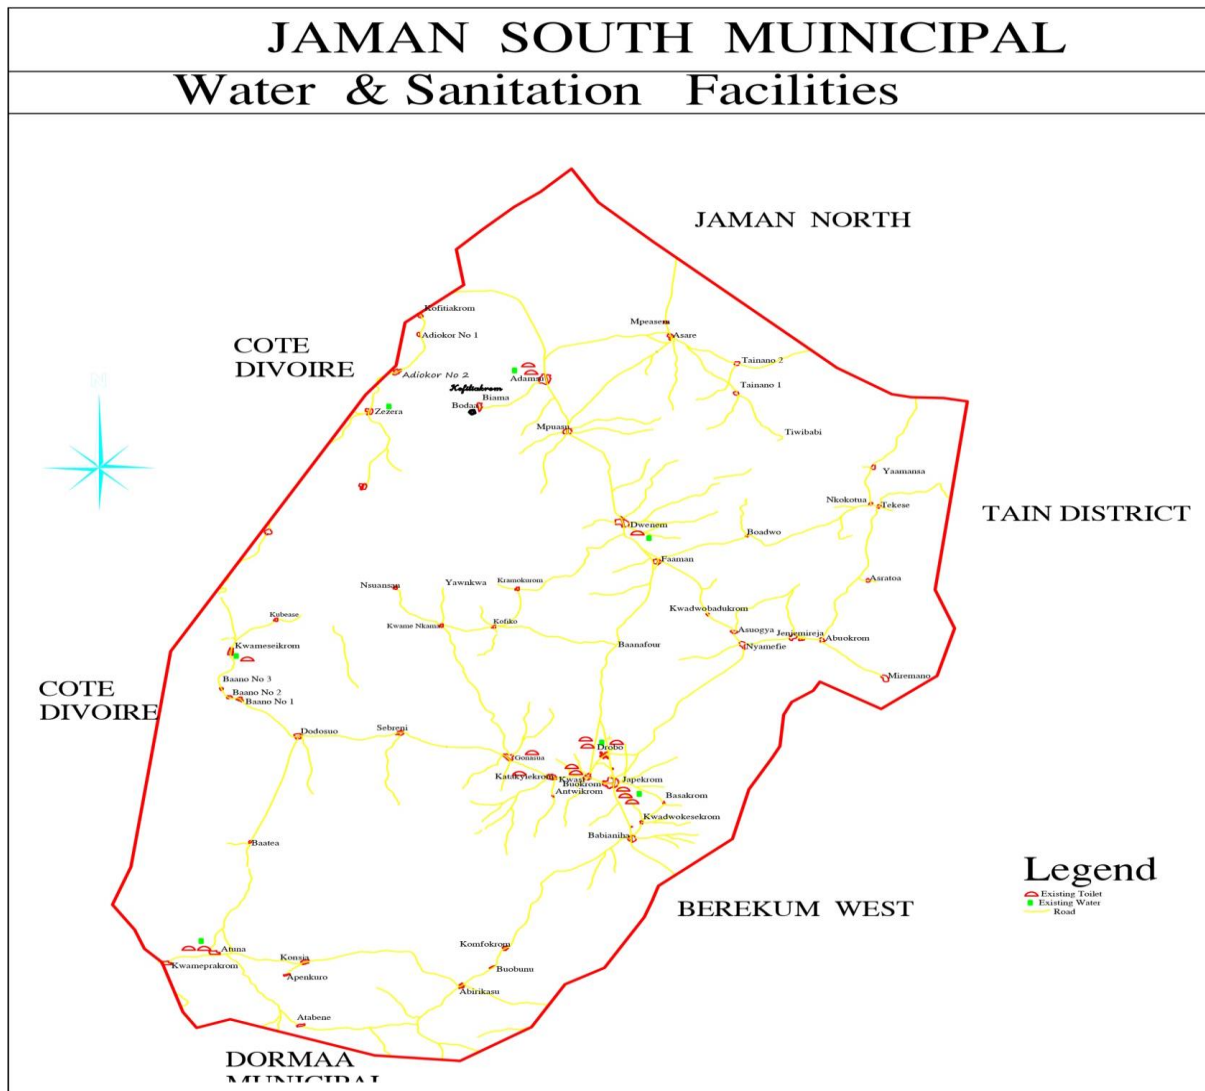 JAMAN SOUTH MUINICIPAL
Water & Sanitation Facilities
JAMAN NORTH
Kofitiakrom
Mpeasem
Adiokor No 1
Asare
COTE
DIVOIRE
Tainano 2
Adiokor No 2
Adamsu
Kofitiakrom
Tainano 1
Biama
Bodaa
Zezera
Mpuasu
Tiwibabi
Yaamansa
Nkokotua
Tekese
TAIN DISTRICT
Dwenem
Boadwo
Faaman
Nsuansan
Yawnkwa
Kramokurom
Asratoa
Kwadwobadukrom
Kubease
Kwame Nkama
Kofiko
Asuogya
Jenjemireja
Abuokrom
Kwameseikrom
Baanafour
Nyamefie
Baano No 3
Miremano
COTE
DIVOIRE
Baano No 2
Baano No 1
Dodosuo
Sebreni
Drobo
Gonasua
Katakyiekrom
Kwasi
Buokrom
Japekrom
Antwikrom
Basakrom
Kwadwokesekrom
Babianiha
Baatea
Legend
Existing Toilet
Existing Water
Road
BEREKUM WEST
Komfokrom
Atuna
Konsia
Kwameprakrom
Buobunu
Apenkuro
Abirikasu
Atabene
DORMAA
MUNICIPAL